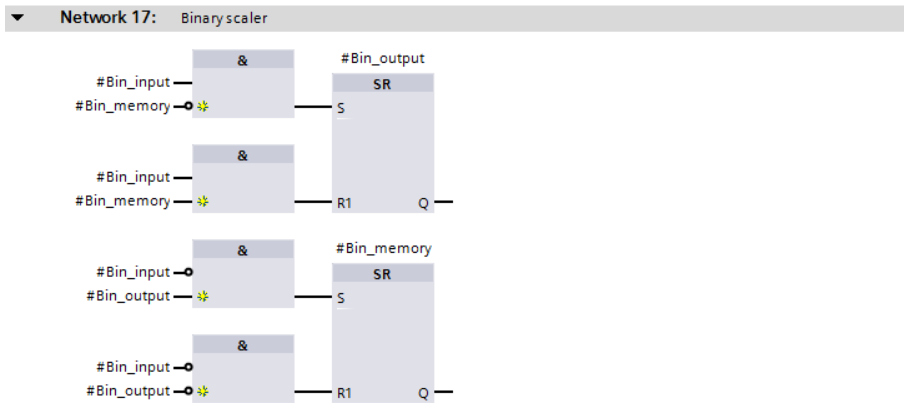 Network 17: Binary scaler
& #Bin_output
#Bin_input SR
#Bin_memory S
&
#Bin_input
#Bin_memory R1 Q
& #Bin_memory
#Bin_input SR
#Bin_output S
&
#Bin_input
#Bin_output R1 Q